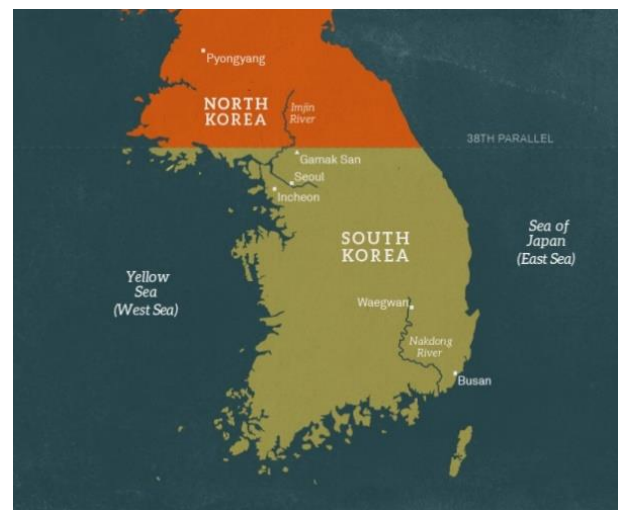 Pyongyang
NORTH
KOREA
Imjin
River
38TH PARALLEL
Gamak San
Seoul
Incheon
SOUTH
KOREA
Sea of
Japan
(East Sea)
Yellow
Sea
(West Sea)
Waegwan
Nakdong
River
Busan